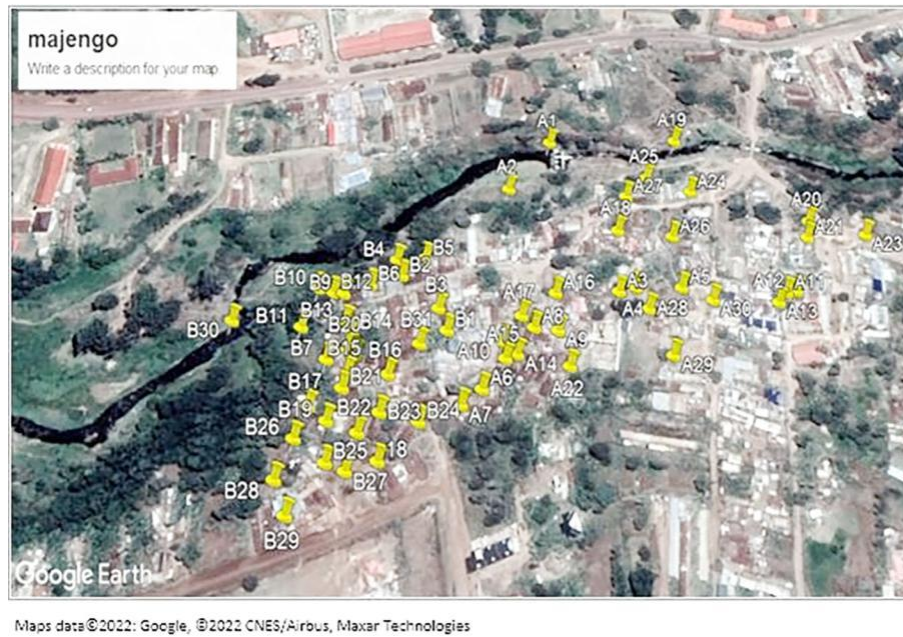 majengo
Write a description for your map
A1
A19
A2
A25
A24
A27
A18
A26
A20
A21
A23
B4
B5
B2
B6
B10
B9
B12
B3
A16
A3
A5
A12
A11
B30
B11
B13
B20
B14
B31
B1
A17
A8
A4
A28
A30
A13
B7
B15
B16
A15
A9
A10
A14
A22
A29
B17
B21
A6
B19
B22
B23
B24
A7
B26
B25
18
B28
B27
B29
Google Earth
Maps data©2022: Google, ©2022 CNES/Airbus, Maxar Technologies